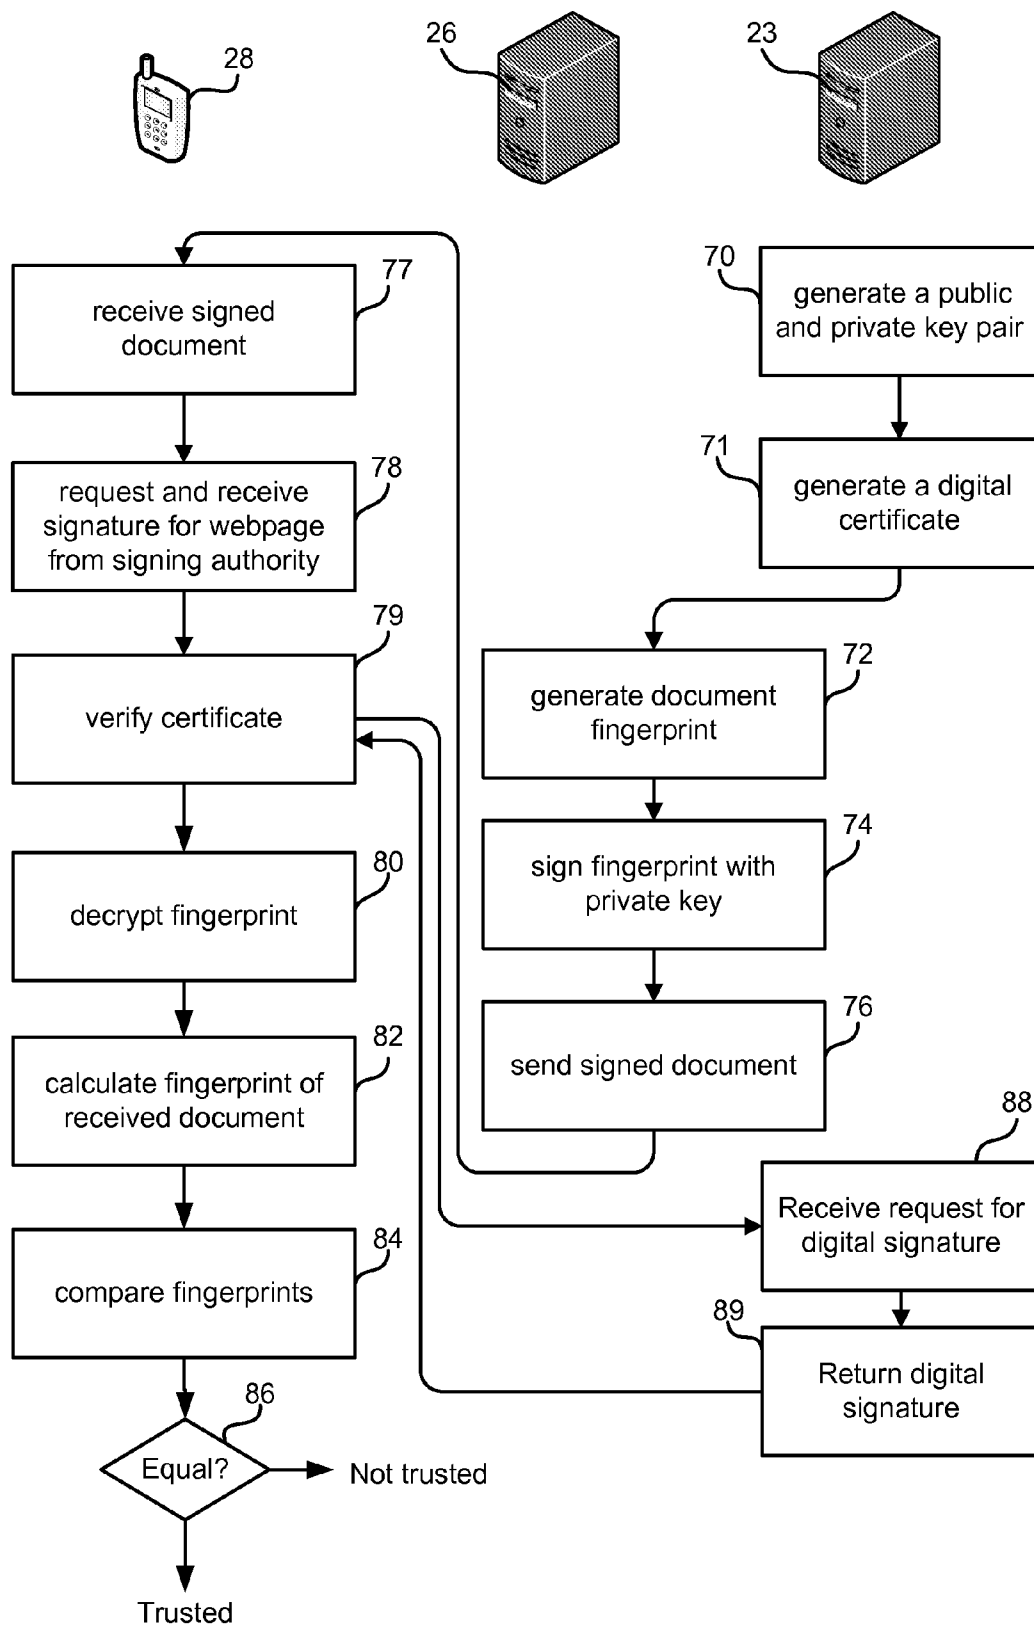 28
26
23
77
receive signed
document
70
generate a public
and private key pair
78
request and receive
signature for webpage
from signing authority
71
generate a digital
certificate
79
verify certificate
72
generate document
fingerprint
80
decrypt fingerprint
74
sign fingerprint with
private key
82
calculate fingerprint of
received document
76
send signed document
84
compare fingerprints
88
Receive request for
digital signature
89
Return digital
signature
86
Equal?
Not trusted
Trusted